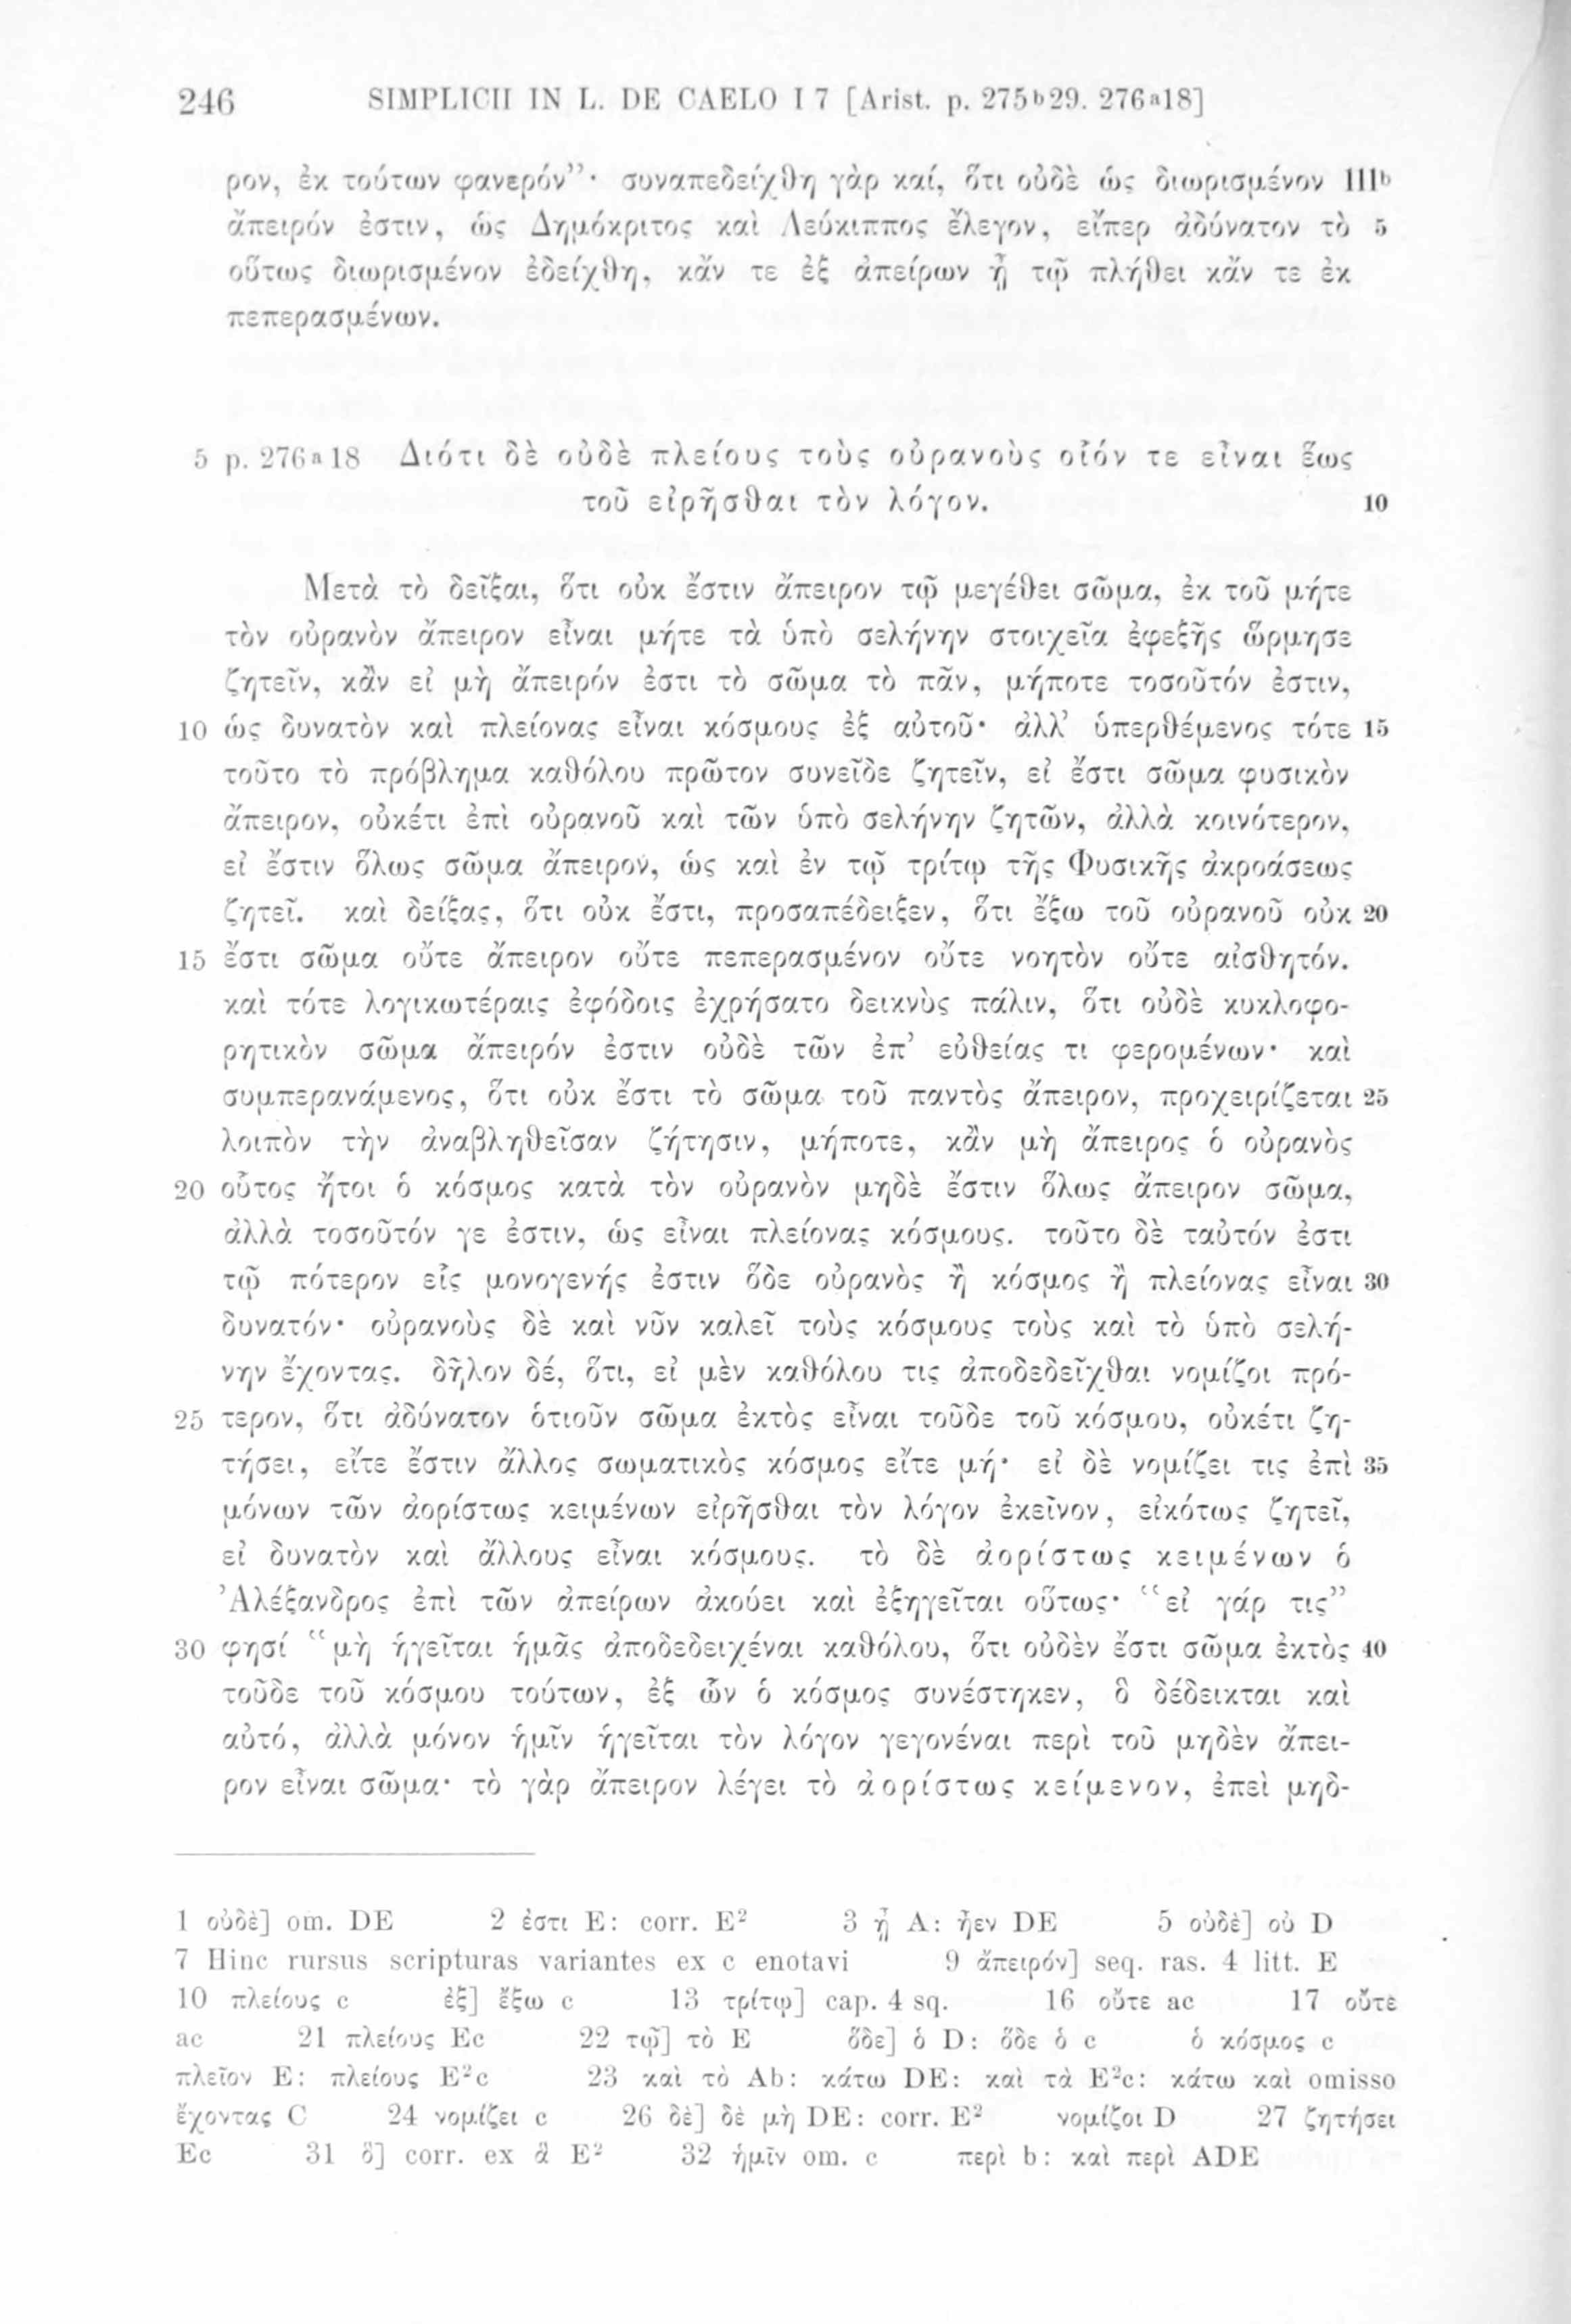 246 SIMPLICII IN L. DE CAELO I 7 [Arist. p. 275ᵇ29. 276ᵃ18]
ρον, ἐκ τούτων φανερόν”· συναπεδείχθη γὰρ καί, ὅτι οὐδὲ ὡς διωρισμένον 111ᵇ
ἄπειρόν ἐστιν, ὡς Δημόκριτος καὶ Λεύκιππος ἔλεγον, εἴπερ ἀδύνατον τὸ 5
οὕτως διωρισμένον ἐδείχθη, κἄν τε ἐξ ἀπείρων ᾖ τῷ πλήθει κἄν τε ἐκ
πεπερασμένων.
5 p. 276ᵃ18 Διότι δὲ οὐδὲ πλείους τοὺς οὐρανοὺς οἷόν τε εἶναι ἕως
τοῦ εἰρῆσθαι τὸν λόγον. 10
Μετὰ τὸ δεῖξαι, ὅτι οὐκ ἔστιν ἄπειρον τῷ μεγέθει σῶμα, ἐκ τοῦ μήτε
τὸν οὐρανὸν ἄπειρον εἶναι μήτε τὰ ὑπὸ σελήνην στοιχεῖα ἐφεξῆς ὥρμησε
ζητεῖν, κἂν εἰ μὴ ἄπειρόν ἐστι τὸ σῶμα τὸ πᾶν, μήποτε τοσοῦτόν ἐστιν,
10 ὡς δυνατὸν καὶ πλείονας εἶναι κόσμους ἐξ αὐτοῦ· ἀλλ’ ὑπερθέμενος τότε 15
τοῦτο τὸ πρόβλημα καθόλου πρῶτον συνεῖδε ζητεῖν, εἰ ἔστι σῶμα φυσικὸν
ἄπειρον, οὐκέτι ἐπὶ οὐρανοῦ καὶ τῶν ὑπὸ σελήνην ζητῶν, ἀλλὰ κοινότερον,
εἰ ἔστιν ὅλως σῶμα ἄπειρον, ὡς καὶ ἐν τῷ τρίτῳ τῆς Φυσικῆς ἀκροάσεως
ζητεῖ. καὶ δείξας, ὅτι οὐκ ἔστι, προσαπέδειξεν, ὅτι ἔξω τοῦ οὐρανοῦ οὐκ 20
15 ἔστι σῶμα οὔτε ἄπειρον οὔτε πεπερασμένον οὔτε νοητὸν οὔτε αἰσθητόν.
καὶ τότε λογικωτέραις ἐφόδοις ἐχρήσατο δεικνὺς πάλιν, ὅτι οὐδὲ κυκλοφο-
ρητικὸν σῶμα ἄπειρόν ἐστιν οὐδὲ τῶν ἐπ’ εὐθείας τι φερομένων· καὶ
συμπερανάμενος, ὅτι οὐκ ἔστι τὸ σῶμα τοῦ παντὸς ἄπειρον, προχειρίζεται 25
λοιπὸν τὴν ἀναβληθεῖσαν ζήτησιν, μήποτε, κἂν μὴ ἄπειρος ὁ οὐρανὸς
20 οὗτος ἤτοι ὁ κόσμος κατὰ τὸν οὐρανὸν μηδὲ ἔστιν ὅλως ἄπειρον σῶμα,
ἀλλὰ τοσοῦτόν γε ἐστιν, ὡς εἶναι πλείονας κόσμους. τοῦτο δὲ ταὐτόν ἐστι
τῷ πότερον εἷς μονογενής ἐστιν ὅδε οὐρανὸς ἢ κόσμος ἢ πλείονας εἶναι 30
δυνατόν· οὐρανοὺς δὲ καὶ νῦν καλεῖ τοὺς κόσμους τοὺς καὶ τὸ ὑπὸ σελή-
νην ἔχοντας. δῆλον δέ, ὅτι, εἰ μὲν καθόλου τις ἀποδεδεῖχθαι νομίζοι πρό-
25 τερον, ὅτι ἀδύνατον ὁτιοῦν σῶμα ἐκτὸς εἶναι τοῦδε τοῦ κόσμου, οὐκέτι ζη-
τήσει, εἴτε ἔστιν ἄλλος σωματικὸς κόσμος εἴτε μή· εἰ δὲ νομίζει τις ἐπὶ 35
μόνων τῶν ἀορίστως κειμένων εἰρῆσθαι τὸν λόγον ἐκεῖνον, εἰκότως ζητεῖ,
εἰ δυνατὸν καὶ ἄλλους εἶναι κόσμους. τὸ δὲ ἀορίστως κειμένων ὁ
Ἀλέξανδρος ἐπὶ τῶν ἀπείρων ἀκούει καὶ ἐξηγεῖται οὕτως· “εἰ γάρ τις”
30 φησί “μὴ ἡγεῖται ἡμᾶς ἀποδεδειχέναι καθόλου, ὅτι οὐδὲν ἔστι σῶμα ἐκτὸς 40
τοῦδε τοῦ κόσμου τούτων, ἐξ ὧν ὁ κόσμος συνέστηκεν, ὃ δέδεικται καὶ
αὐτό, ἀλλὰ μόνον ἡμῖν ἡγεῖται τὸν λόγον γεγονέναι περὶ τοῦ μηδὲν ἄπει-
ρον εἶναι σῶμα· τὸ γὰρ ἄπειρον λέγει τὸ ἀορίστως κείμενον, ἐπεὶ μηδ-
1 οὐδὲ] om. DE 2 ἐστι E: corr. E² 3 ᾖ A: ἦεν DE 5 οὐδὲ] οὐ D
7 Hinc rursus scripturas variantes ex c enotavi 9 ἄπειρόν] seq. ras. 4 litt. E
10 πλείους c ἐξ] ἔξω c 13 τρίτῳ] cap. 4 sq. 16 οὔτε ac 17 οὔτε
ac 21 πλείους Ec 22 τῷ] τὸ E ὅδε] ὁ D: ὅδε ὁ c ὁ κόσμος c
πλεῖον E: πλείους E²c 23 καὶ τὸ Ab: κάτω DE: καὶ τὰ E²c: κάτω καὶ omisso
ἔχοντας C 24 νομίζει c 26 δὲ] δὲ μὴ DE: corr. E² νομίζοι D 27 ζητήσει
Ec 31 ὃ] corr. ex ἃ E² 32 ἡμῖν om. c περὶ b: καὶ περὶ ADE